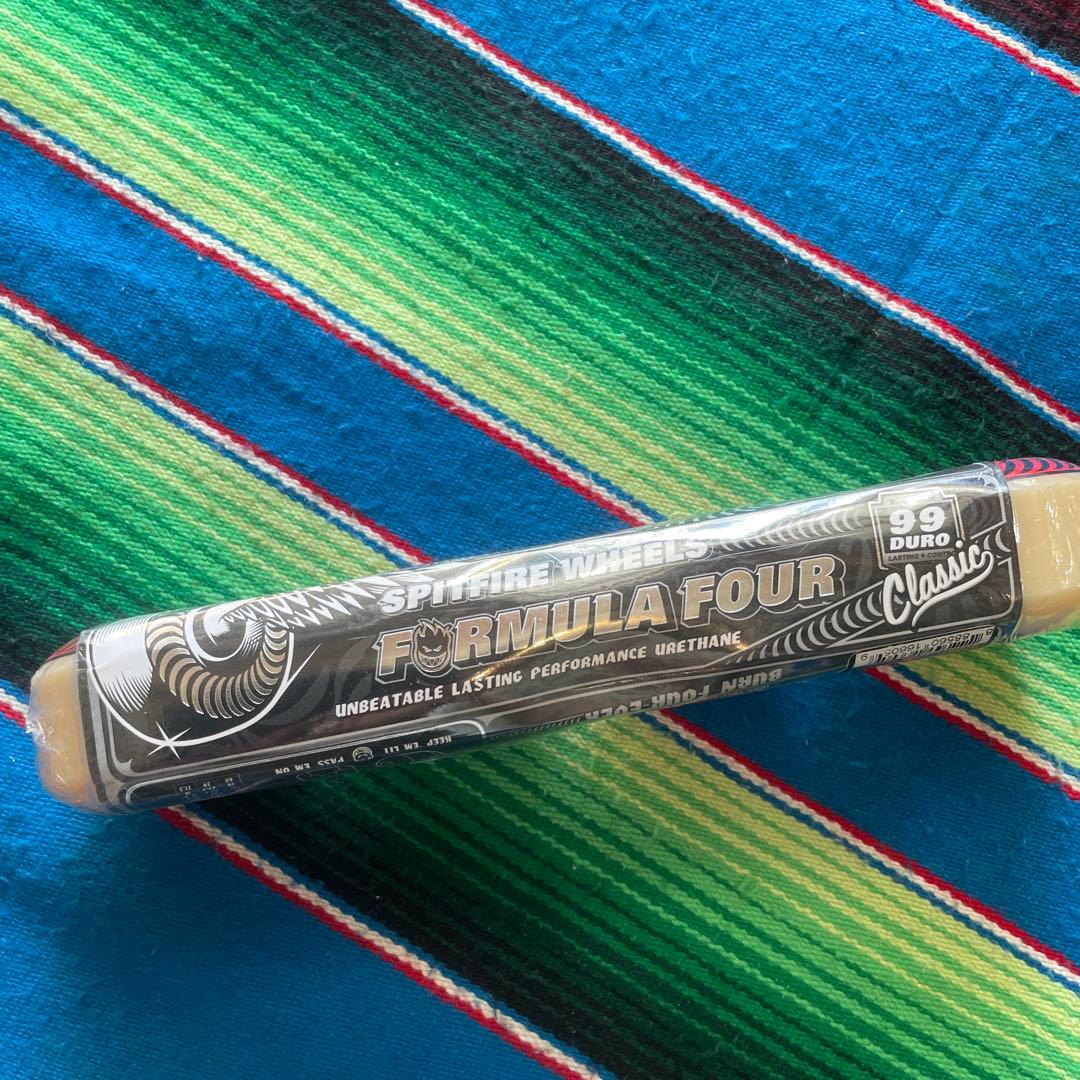 SPITFIRE WHEELS
FORMULA FOUR
UNBEATABLE LASTING PERFORMANCE URETHANE
99
DURO
Classic
BURN FOUR-EVER
KEEP 'EM LIT
PASS 'EM ON